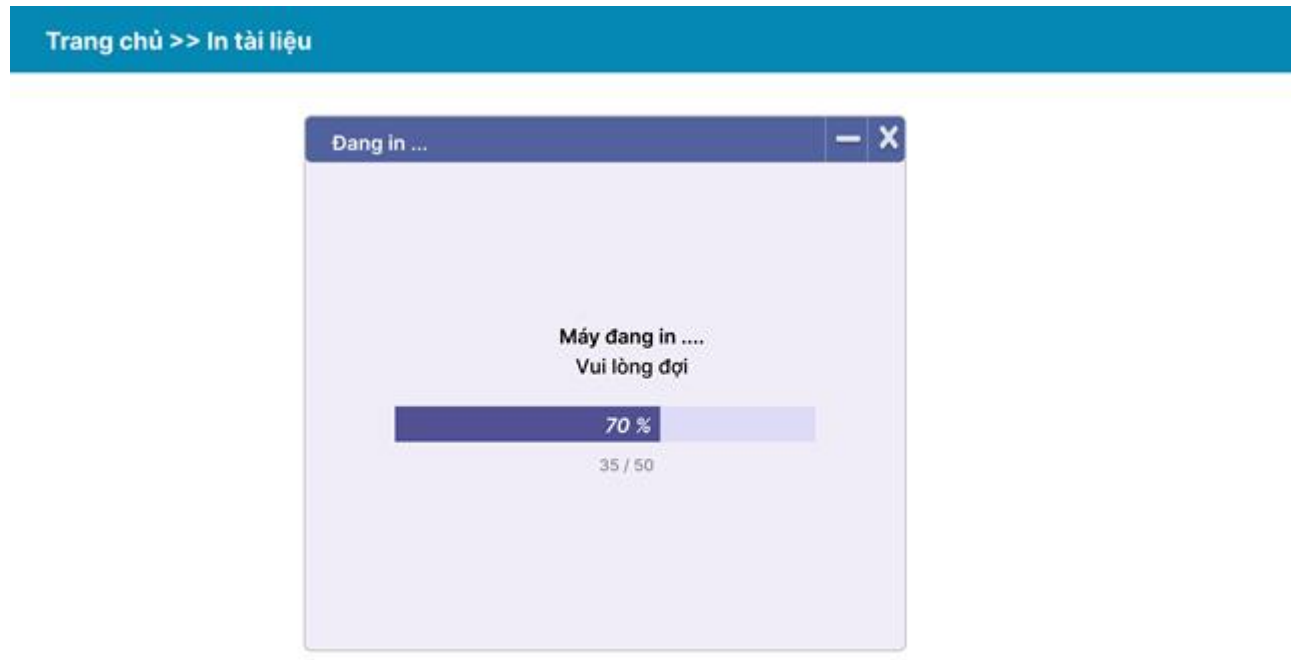 Trang chủ >> In tài liệu
Đang in ...
Máy đang in ....
Vui lòng đợi
70 %
35 / 50